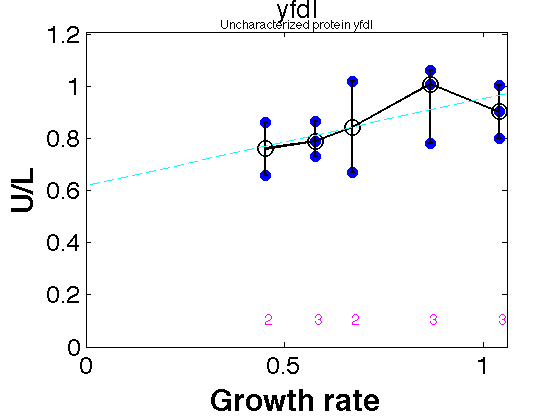 yfdI
Uncharacterized protein yfdI
1.2
1
0.8
0.6
0.4
0.2
0
U/L
2 3 2 3 3
0 0.5 1
Growth rate